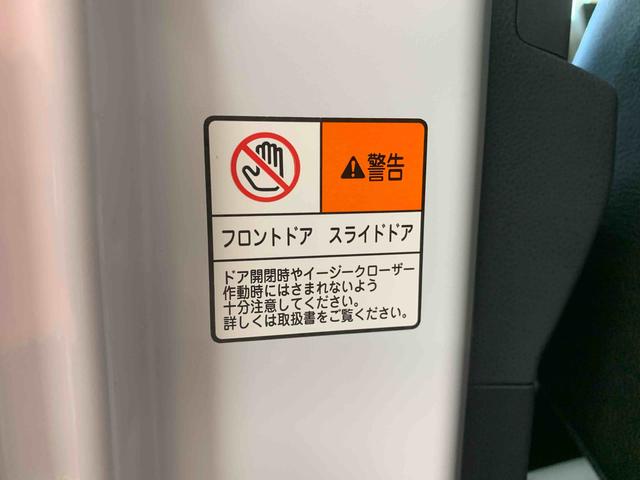 警告
フロントドア スライドドア
ドア開閉時やイージークローザー
作動時にはさまれないよう
十分注意してください。
詳しくは取扱書をご覧ください。